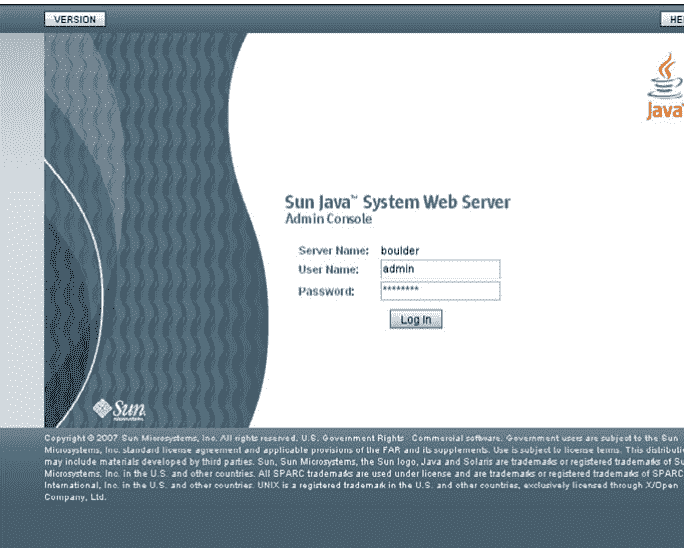 VERSION
HE
Java
Sun Java™ System Web Server
Admin Console
Server Name: boulder
User Name: admin
Password: ********
Log In
Sun
microsystems
Copyright © 2007 Sun Microsystems, Inc. All rights reserved. U.S. Government Rights - Commercial software. Government users are subject to the Sun
Microsystems, Inc. standard license agreement and applicable provisions of the FAR and its supplements. Use is subject to license terms. This distributi
may include materials developed by third parties. Sun, Sun Microsystems, the Sun logo, Java and Solaris are trademarks or registered trademarks of Su
Microsystems, Inc. in the U.S. and other countries. All SPARC trademarks are used under license and are trademarks or registered trademarks of SPARC
International, Inc. in the U.S. and other countries. UNIX is a registered trademark in the U.S. and other countries, exclusively licensed through X/Open
Company, Ltd.